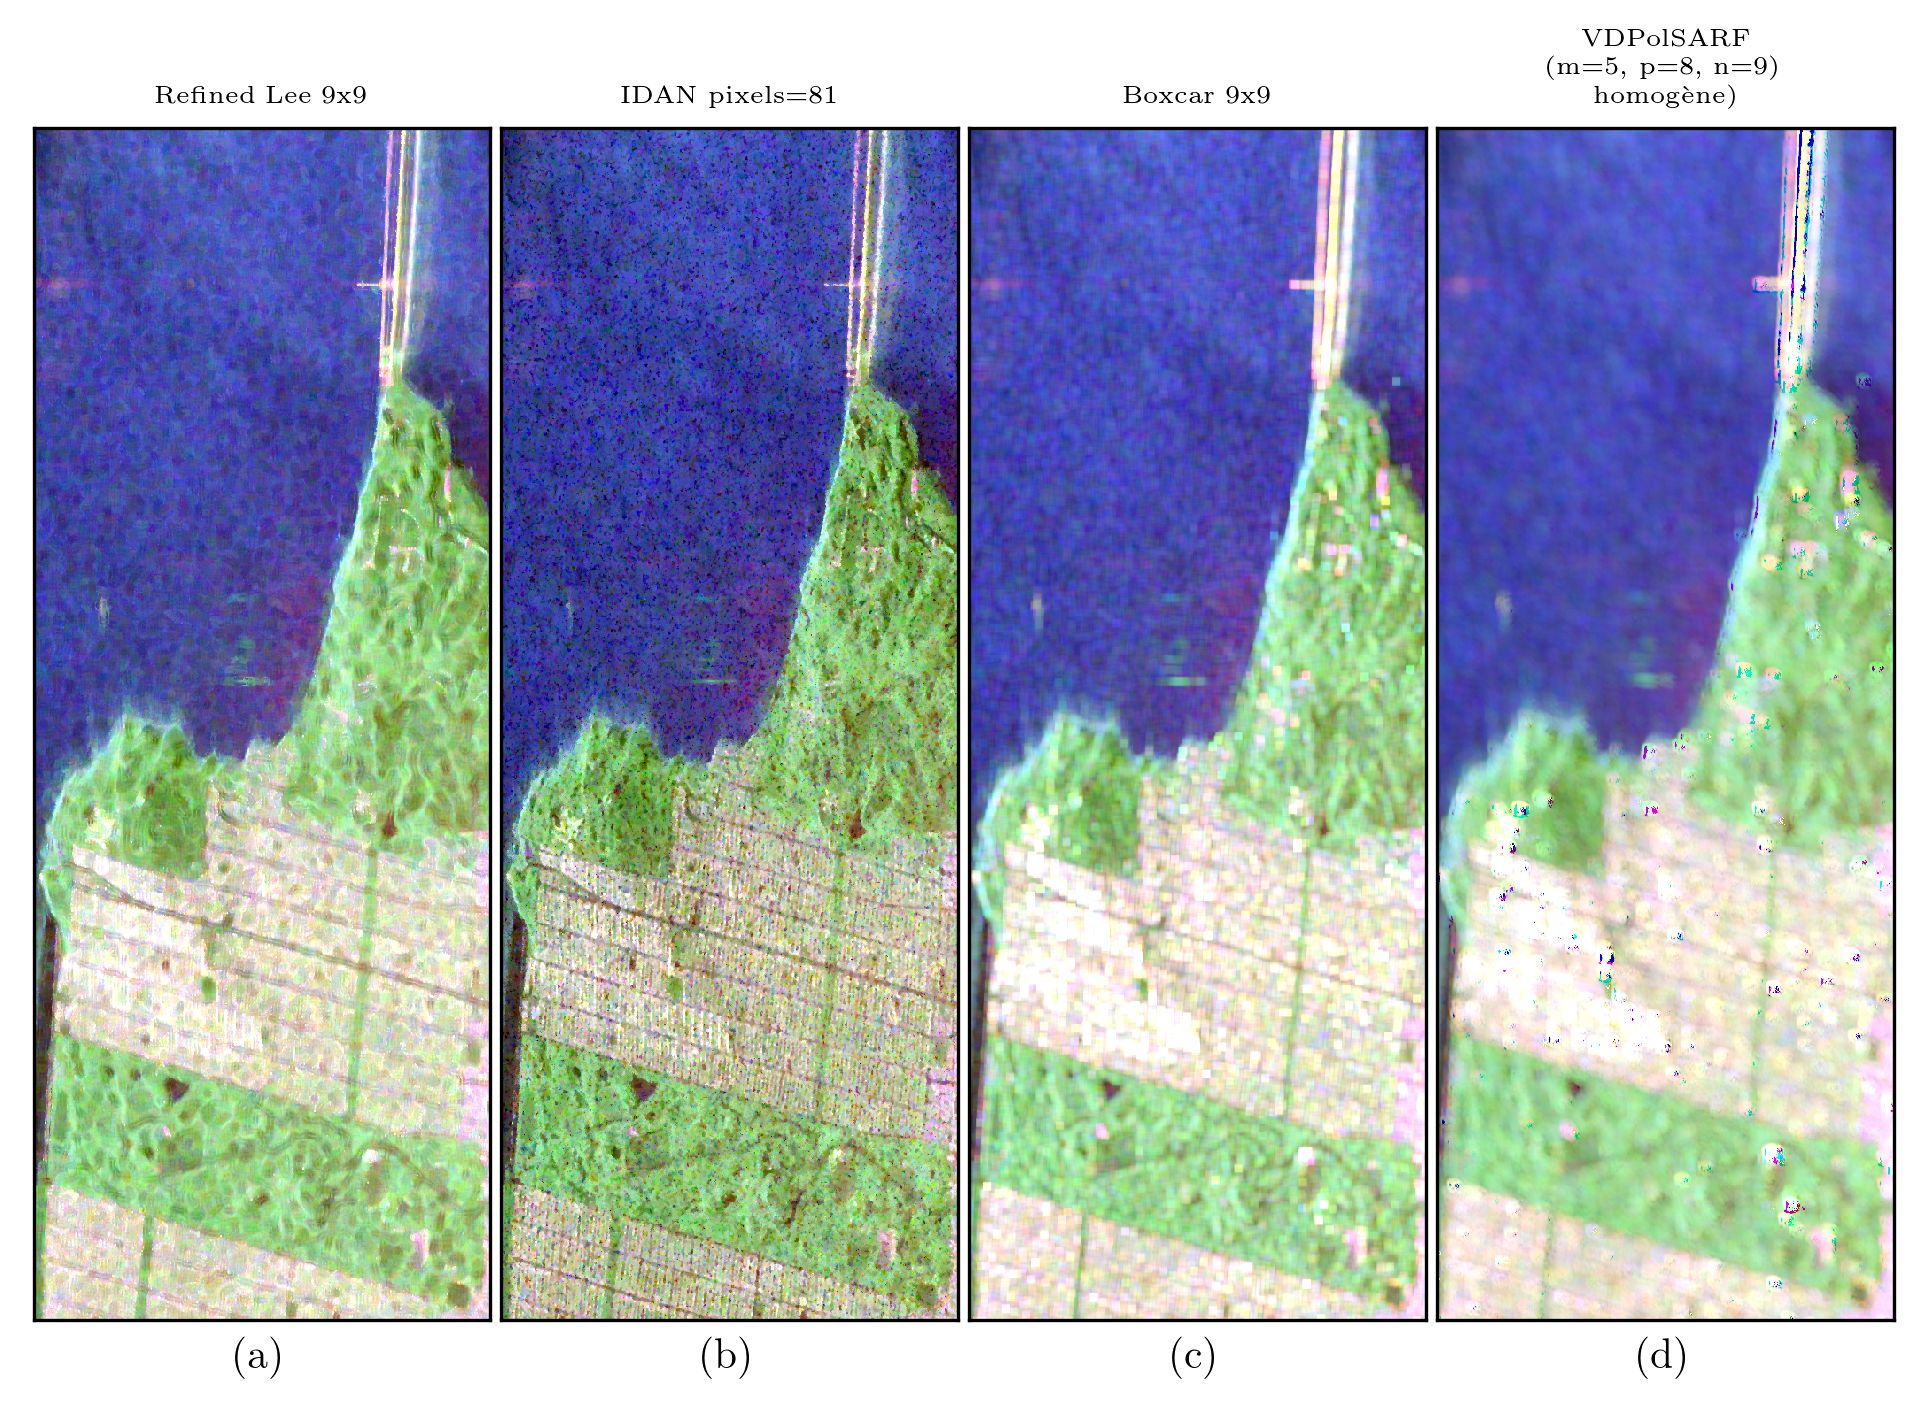 Refined Lee 9x9
IDAN pixels=81
Boxcar 9x9
VDPolSARF
(m=5, p=8, n=9)
homogène)
(a)
(b)
(c)
(d)